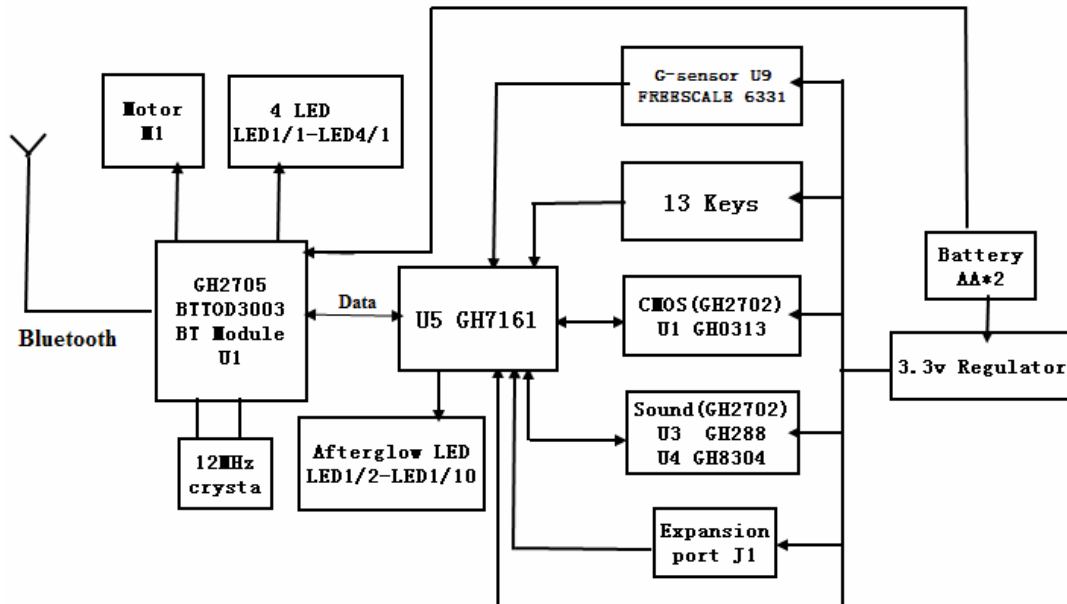 Motor
M1
4 LED
LED1/1-LED4/1
G-sensor U9
FREESCALE 6331
13 Keys
Battery
AA*2
GH2705
BTTOD3003
BT Module
U1
Data
U5 GH7161
CMOS(GH2702)
U1 GH0313
Bluetooth
3.3v Regulator
Sound(GH2702)
U3 GH288
U4 GH8304
Afterglow LED
LED1/2-LED1/10
12MHz
crysta
Expansion
port J1